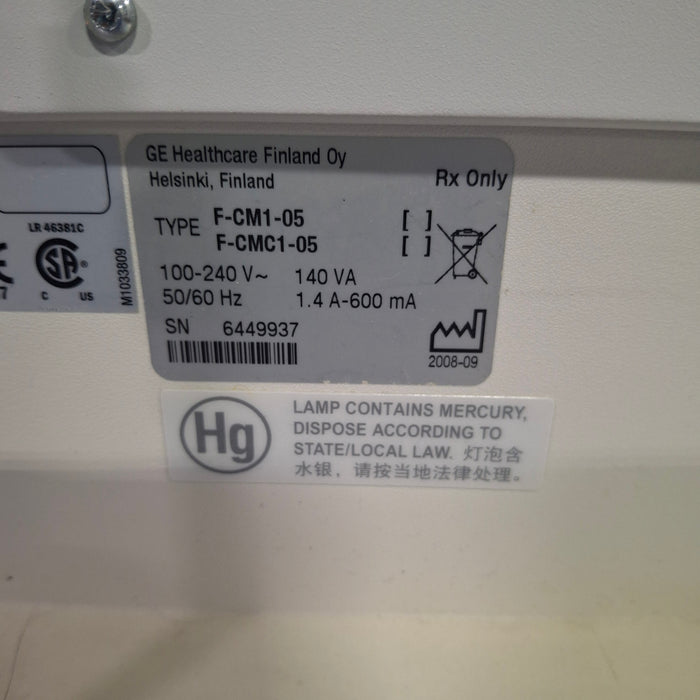 GE Healthcare Finland Oy
Helsinki, Finland
Rx Only
TYPE F-CM1-05 [ ]
F-CMC1-05 [ ]
100-240 V~ 140 VA
50/60 Hz 1.4 A-600 mA
SN 6449937
2008-09
LR 46381C
SA
C US
7
M1033809
Hg
LAMP CONTAINS MERCURY,
DISPOSE ACCORDING TO
STATE/LOCAL LAW. 灯泡含
水银，请按当地法律处理。